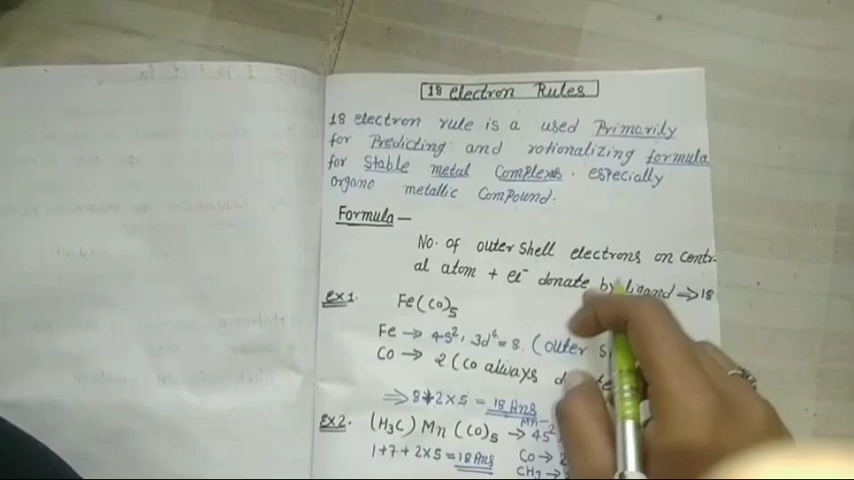 18 electron Rules
18 electron rule is a used Primarily
for Predicting and rotionalizing formula
for Stable metal Complexes. especially
Organo metallic Compound.
Formula—
No. of outer shell electrons on centr-
al atom + el⁻ donate by ligand → 18
ex1. Fe(CO)5
Fe → 4s², 3d⁶ = 8. (outer
CO → 2 (CO always
⇒ 8+2×5 = 18 Ans
EX2. (H3C) Mn (CO)5 → 4s²
Mn—
1+7+2×5 = 18 Ans CO → 2
CH3 →